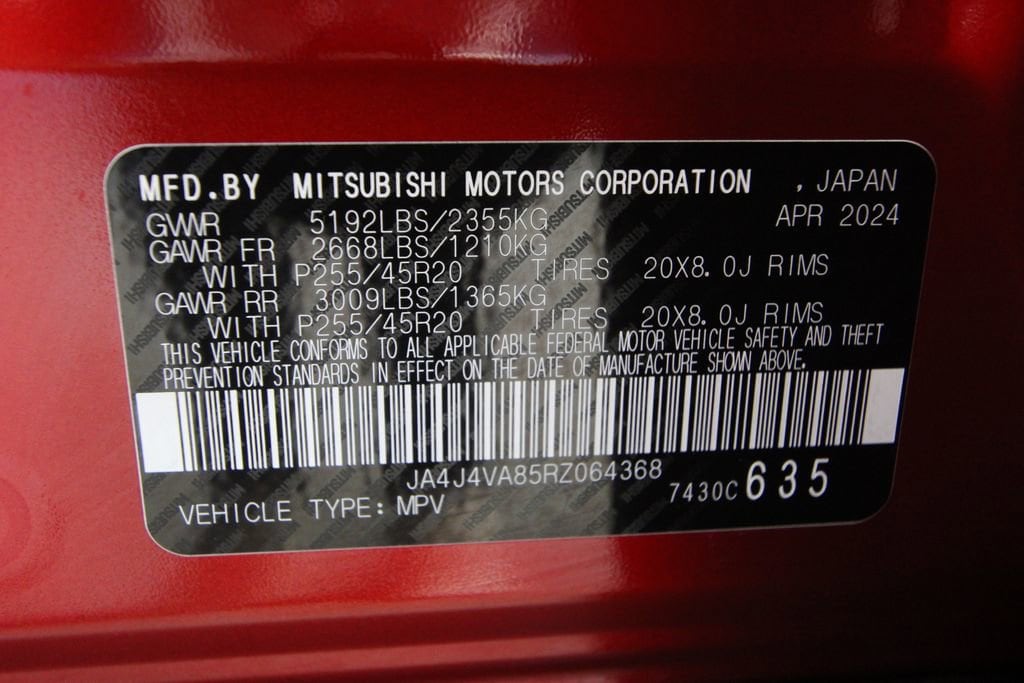 MFD.BY MITSUBISHI MOTORS CORPORATION , JAPAN
GWWR 5192LBS/2355KG APR 2024
GAWR FR 2668LBS/1210KG
WITH P255/45R20 TIRES 20X8.0J RIMS
GAWR RR 3009LBS/1365KG
WITH P255/45R20 TIRES 20X8.0J RIMS
THIS VEHICLE CONFORMS TO ALL APPLICABLE FEDERAL MOTOR VEHICLE SAFETY AND THEFT
PREVENTION STANDARDS IN EFFECT ON THE DATE OF MANUFACTURE SHOWN ABOVE.
JA4J4VA85RZ064368
7430C 635
VEHICLE TYPE: MPV